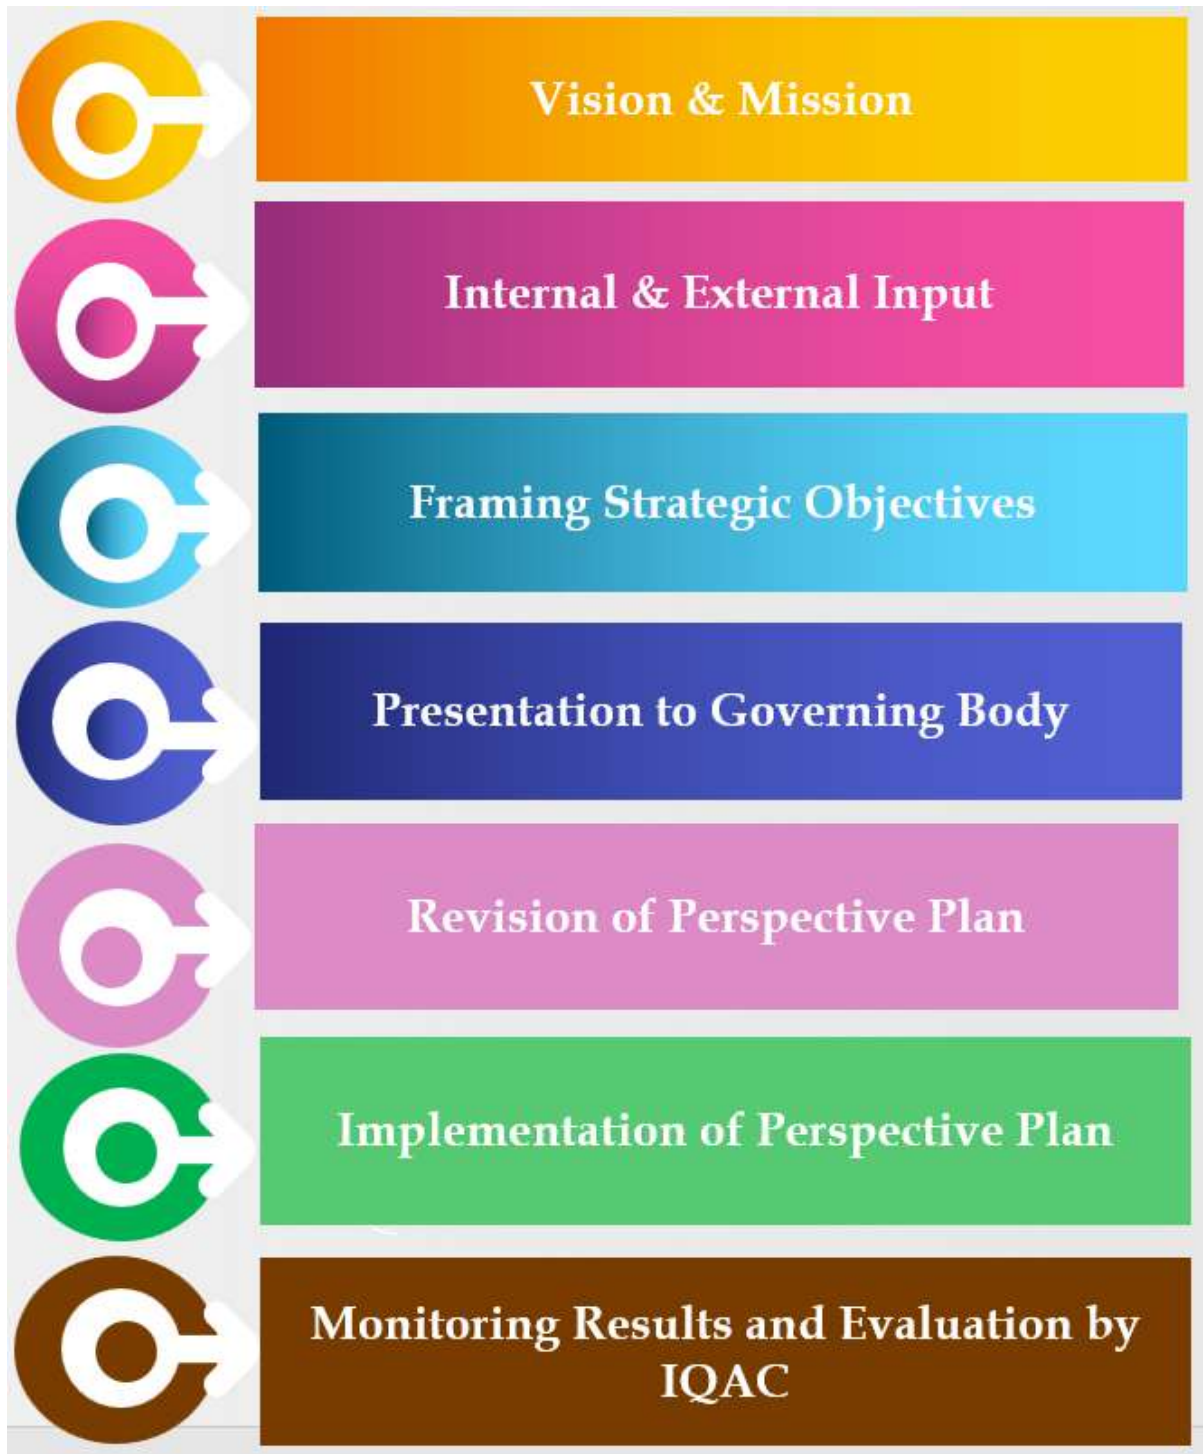 Vision & Mission
Internal & External Input
Framing Strategic Objectives
Presentation to Governing Body
Revision of Perspective Plan
Implementation of Perspective Plan
Monitoring Results and Evaluation by
IQAC